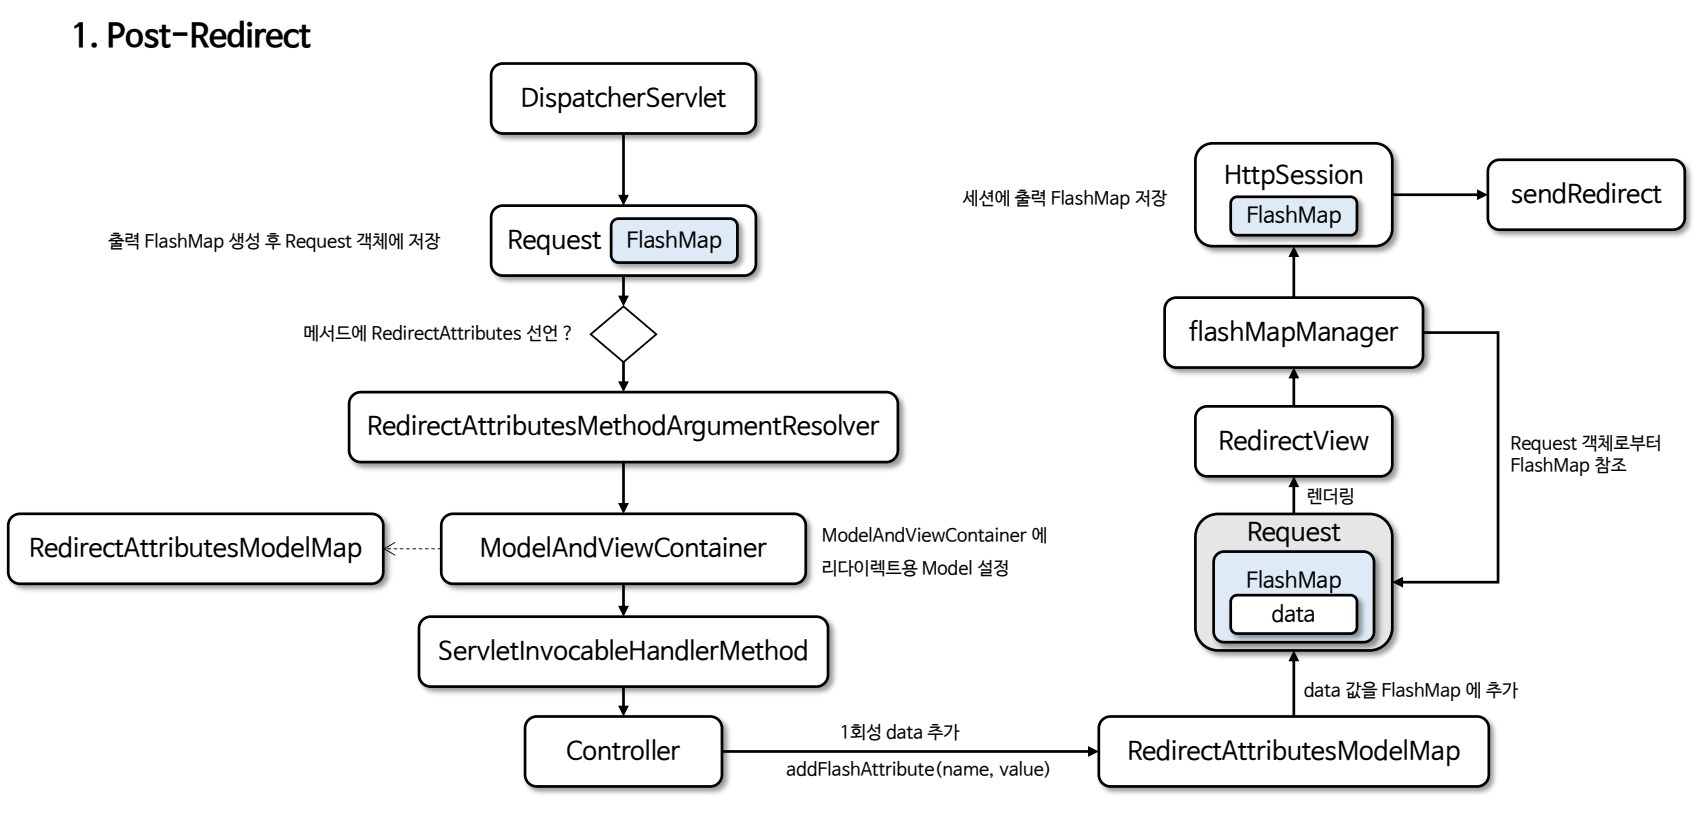 1. Post-Redirect
DispatcherServlet
출력 FlashMap 생성 후 Request 객체에 저장
Request
FlashMap
메서드에 RedirectAttributes 선언 ?
RedirectAttributesMethodArgumentResolver
RedirectAttributesModelMap
ModelAndViewContainer
ModelAndViewContainer 에
리다이렉트용 Model 설정
ServletInvocableHandlerMethod
Controller
1회성 data 추가
addFlashAttribute(name, value)
RedirectAttributesModelMap
data 값을 FlashMap 에 추가
Request
FlashMap
data
렌더링
RedirectView
Request 객체로부터
FlashMap 참조
flashMapManager
세션에 출력 FlashMap 저장
HttpSession
FlashMap
sendRedirect